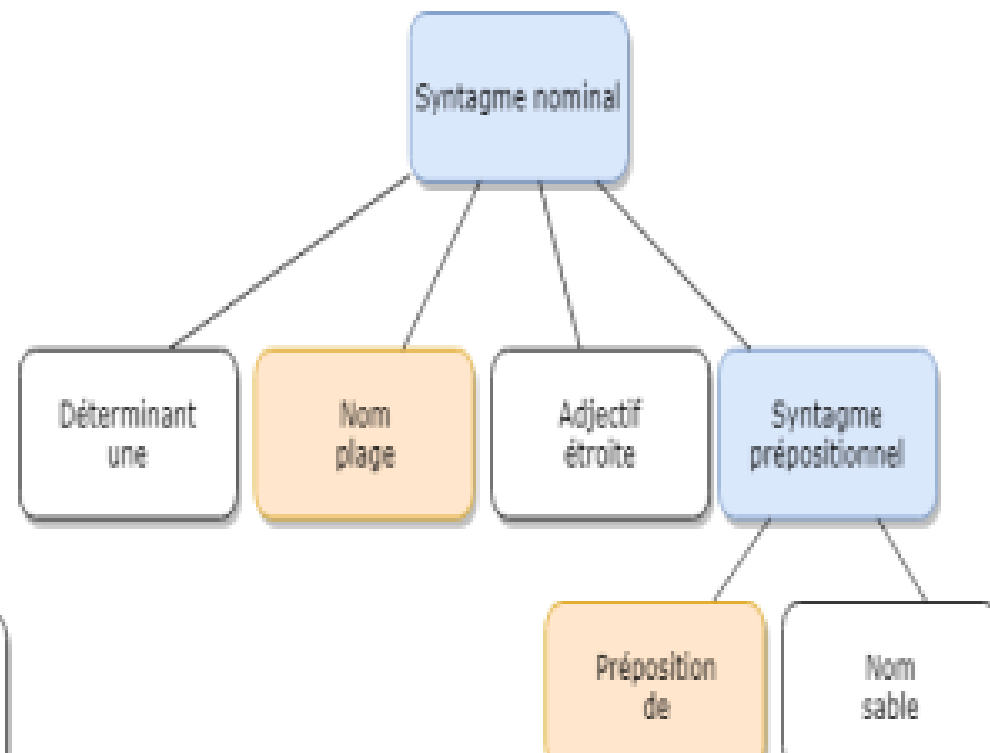 Syntagme nominal
Déterminant
une
Nom
plage
Adjectif
étroite
Syntagme
prépositionnel
Préposition
de
Nom
sable